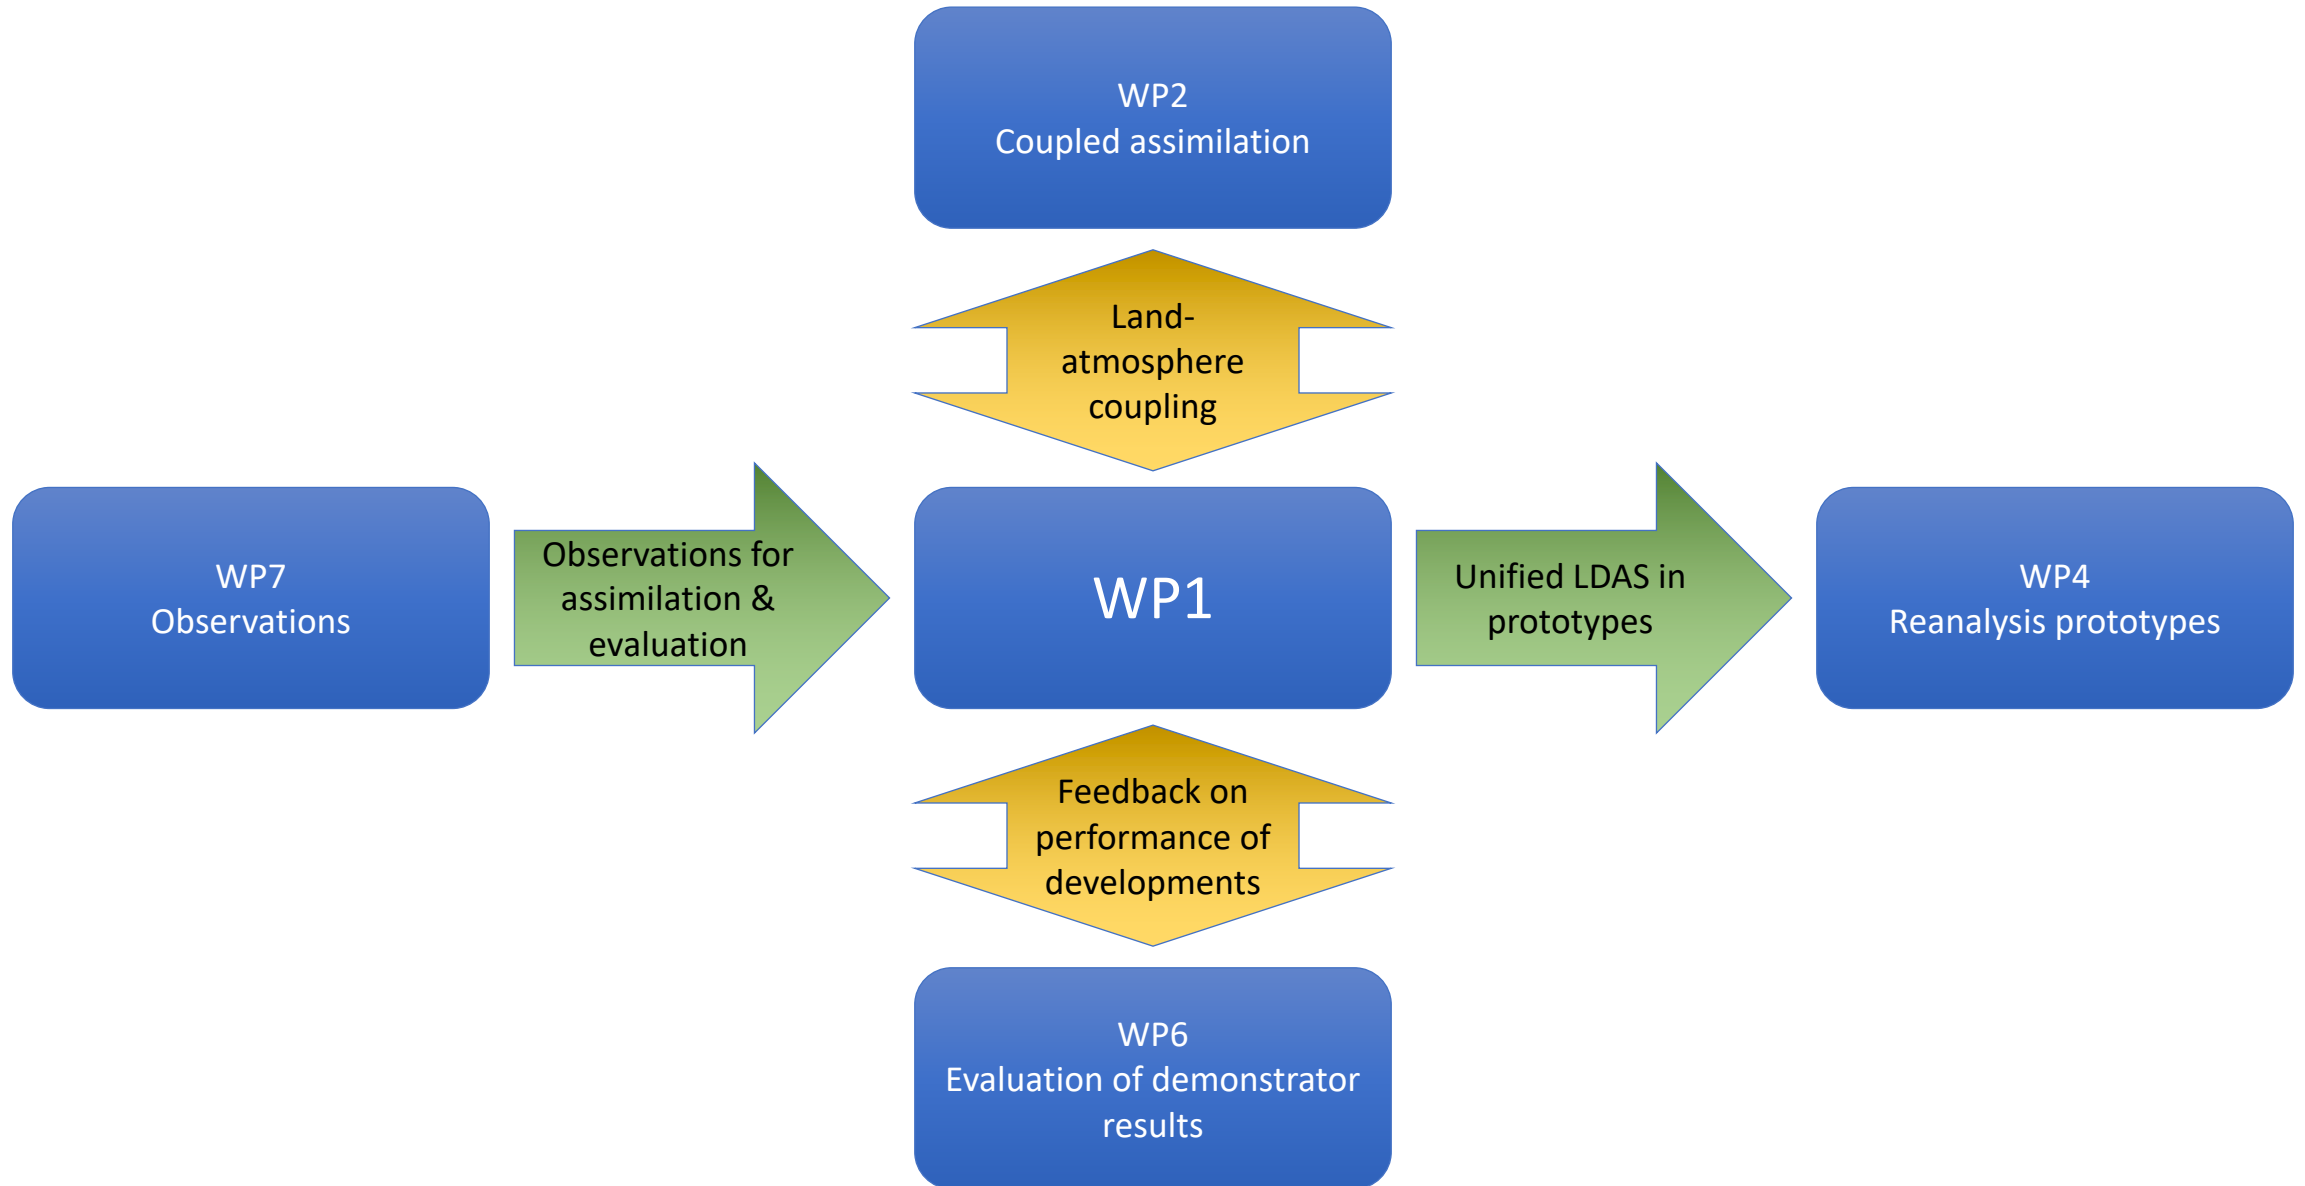 WP2
Coupled assimilation
Land-
atmosphere
coupling
WP7
Observations
Observations for
assimilation &
evaluation
WP1
Unified LDAS in
prototypes
WP4
Reanalysis prototypes
Feedback on
performance of
developments
WP6
Evaluation of demonstrator
results